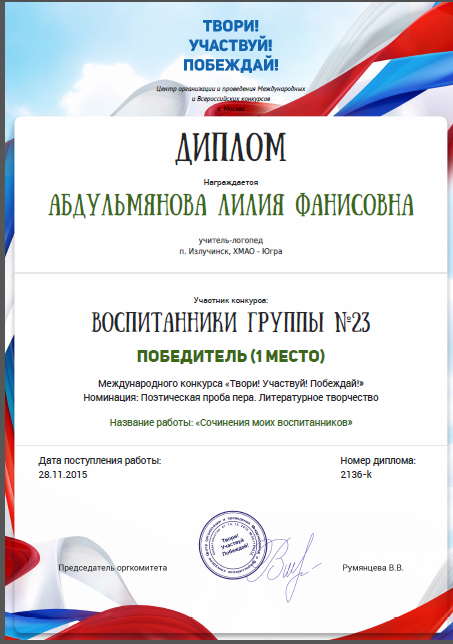 ТВОРИ!
УЧАСТВУЙ!
ПОБЕЖДАЙ!
Центр организации и проведения Международных
и Всероссийских конкурсов
г. Москва
ДИПЛОМ
Награждается
АБДУЛЬМЯНОВА ЛИЛИЯ ФАНИСОВНА
учитель-логопед
п. Излучинск, ХМАО - Югра
Участник конкуров:
ВОСПИТАННИКИ ГРУППЫ №23
ПОБЕДИТЕЛЬ (1 МЕСТО)
Международного конкурса «Твори! Участвуй! Побеждай!»
Номинация: Поэтическая проба пера. Литературное творчество
Название работы: «Сочинения моих воспитанников»
Дата поступления работы:
28.11.2015
Номер диплома:
2136-k
Твори!
Участвуй
Побеждай!
Председатель оргкомитета
Румянцева В.В.